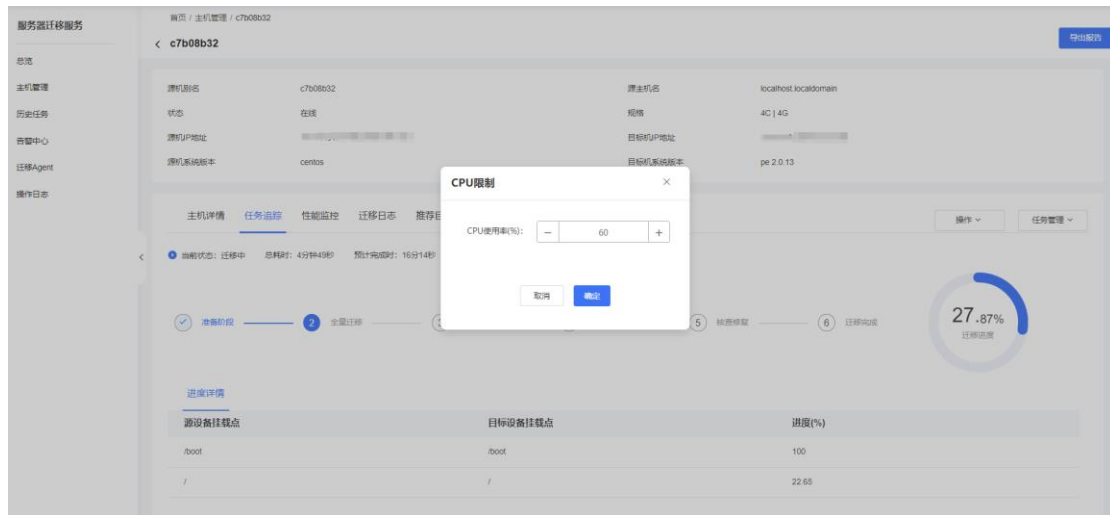 服务器迁移服务
总览
主机管理
历史任务
告警中心
迁移Agent
操作日志
首页 / 主机管理 / c7b08b32
c7b08b32
导出报告
源机别名 c7b08b32 源主机名 localhost.localdomain
状态 在线 规格 4C | 4G
源机IP地址 目标机IP地址
源机系统版本 centos 目标机系统版本 pe 2.0.13
主机详情 任务追踪 性能监控 迁移日志 推荐 操作 任务管理
当前状态: 迁移中 总耗时: 4分钟49秒 预计完成时: 16分14秒
CPU限制
CPU使用率(%): − 60 +
取消 确定
准备阶段 2 全量迁移 5 核查修复 6 迁移完成
27.87%
迁移进度
进度详情
源设备挂载点 目标设备挂载点 进度(%)
/boot /boot 100
/ / 22.65